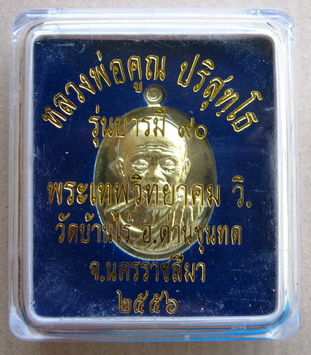 หลวงพ่อคูณ ปริสุทฺโธ
รุ่นบารมี ๙๐
พระเทพวิทยาคม วิ.
วัดบ้านไร่ อ.ด่านขุนทด
จ.นครราชสีมา
๒๕๕๖